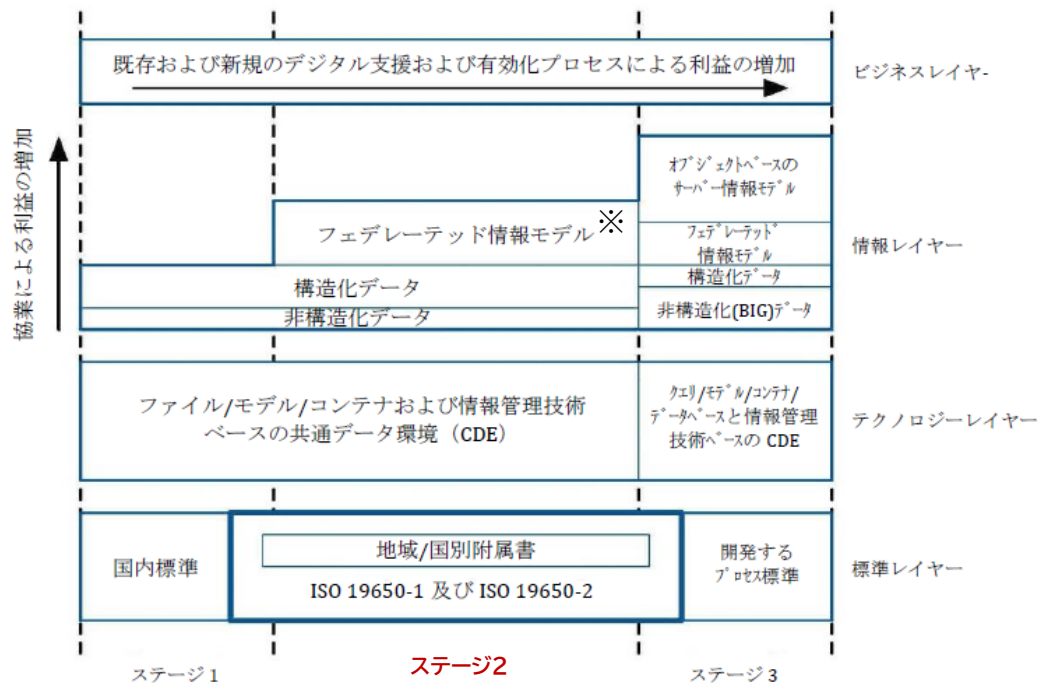 既存および新規のデジタル支援および有効化プロセスによる利益の増加
ビジネスレイヤ-
協業による利益の増加
オブジェクトベースの
サーバー情報モデル
フェデレーテッド情報モデル ※
フェデレーテッド
情報モデル
情報レイヤー
構造化データ
構造化データ
非構造化データ
非構造化(BIG)データ
ファイル/モデル/コンテナおよび情報管理技術
ベースの共通データ環境（CDE）
クエリ/モデル/コンテナ/
データベースと情報管理
技術ベースの CDE
テクノロジーレイヤー
国内標準
地域/国別附属書
ISO 19650-1 及び ISO 19650-2
開発する
プロセス標準
標準レイヤー
ステージ 1
ステージ2
ステージ 3